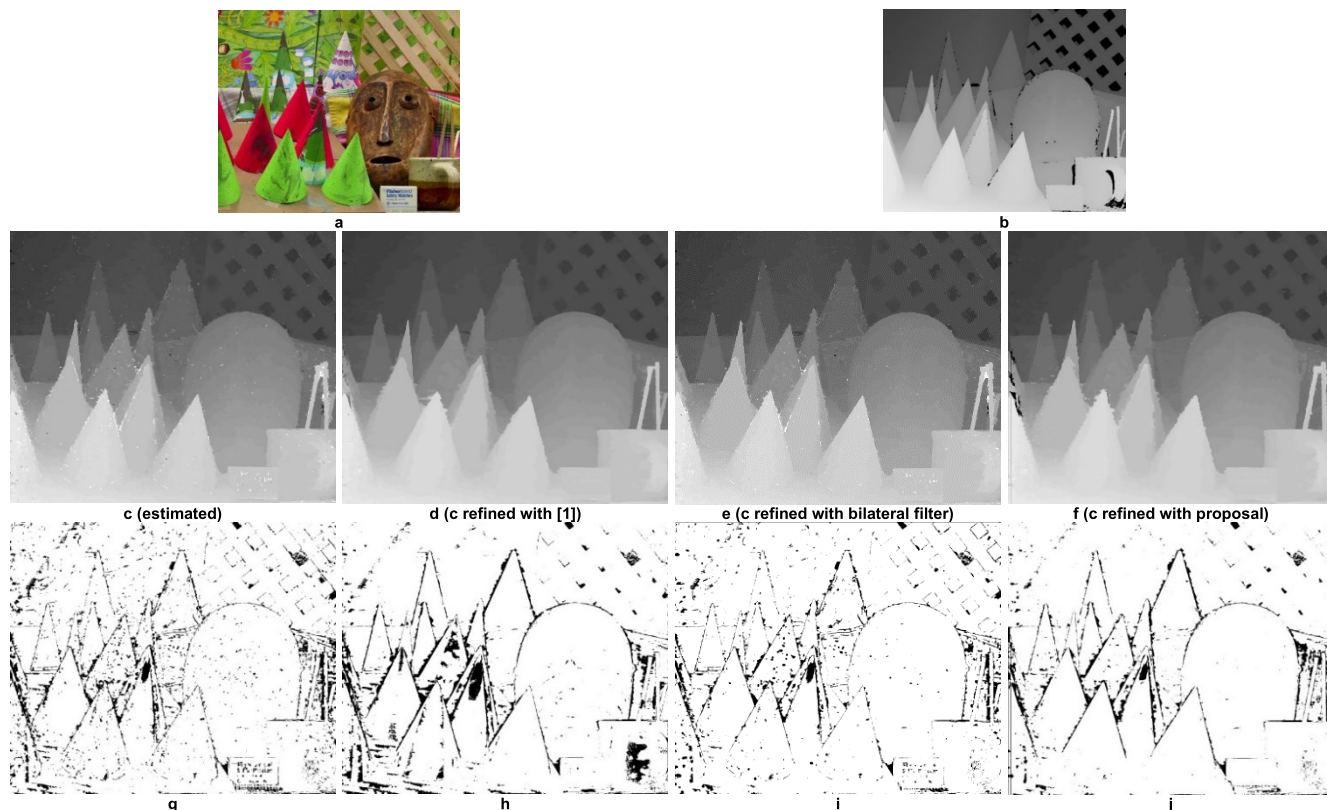 a
b
c (estimated)
d (c refined with [1])
e (c refined with bilateral filter)
f (c refined with proposal)
g
h
i
j